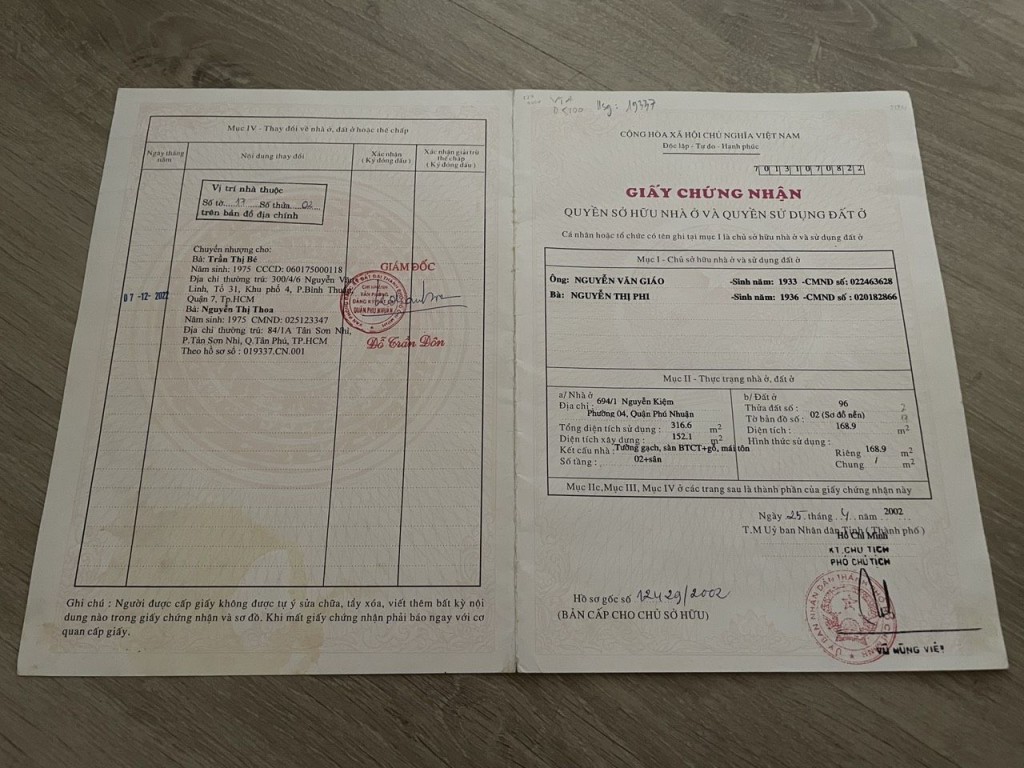 Mục IV - Thay đổi về nhà ở, đất ở hoặc thế chấp
Ngày tháng năm
Nội dung thay đổi
Xác nhận
( Ký đóng dấu )
Xác nhận giải trừ
thế chấp
( Ký đóng dấu )
Vị trí nhà thuộc
Số tờ....17.... Số thửa ...02...
trên bản đồ địa chính
07 -12- 2022
Chuyển nhượng cho:
Bà: Trần Thị Bé
Năm sinh: 1975 CCCD: 060175000118
Địa chỉ thường trú: 300/4/6 Nguyễn Văn
Linh, Tổ 31, Khu phố 4, P.Bình Thuận,
Quận 7, Tp.HCM
Bà: Nguyễn Thị Thoa
Năm sinh: 1975 CMND: 025123347
Địa chỉ thường trú: 84/1A Tân Sơn Nhì,
P.Tân Sơn Nhì, Q.Tân Phú, TP.HCM
Theo hồ sơ số : 019337.CN.001
GIÁM ĐỐC
CHI NHÁNH
VĂN PHÒNG
ĐĂNG KÝ ĐẤT ĐAI
QUẬN PHÚ NHUẬN
Đỗ Trần Đôn
Ghi chú : Người được cấp giấy không được tự ý sửa chữa, tẩy xóa, viết thêm bất kỳ nội
dung nào trong giấy chứng nhận và sơ đồ. Khi mất giấy chứng nhận phải báo ngay với cơ
quan cấp giấy.
19337
CỘNG HÒA XÃ HỘI CHỦ NGHĨA VIỆT NAM
Độc lập - Tự do - Hạnh phúc
70131070822
GIẤY CHỨNG NHẬN
QUYỀN SỞ HỮU NHÀ Ở VÀ QUYỀN SỬ DỤNG ĐẤT Ở
Cá nhân hoặc tổ chức có tên ghi tại mục I là chủ sở hữu nhà ở và sử dụng đất ở
Mục I - Chủ sở hữu nhà ở và sử dụng đất ở
Ông: NGUYỄN VĂN GIÁO -Sinh năm: 1933 -CMND số: 022463628
Bà: NGUYỄN THỊ PHI -Sinh năm: 1936 -CMND số : 020182866
Mục II - Thực trạng nhà ở, đất ở
a/ Nhà ở
Địa chỉ : 694/1 Nguyễn Kiệm
Phường 04, Quận Phú Nhuận
Tổng diện tích sử dụng : 316.6 m2
Diện tích xây dựng : 152.1 m2
Kết cấu nhà : Tường gạch, sàn BTCT+gỗ, mái tôn
Số tầng : 02+sân
b/ Đất ở
Thửa đất số : 96 2
Tờ bản đồ số : 02 (Sơ đồ nền)
Diện tích : 168.9 m2
Hình thức sử dụng :
Riêng 168.9 m2
Chung / m2
Mục IIc,Mục III, Mục IV ở các trang sau là thành phần của giấy chứng nhận này
Ngày 25 tháng 4 năm 2002
T.M Uỷ ban Nhân dân Tỉnh ( Thành phố )
Hồ Chí Minh
KT.CHỦ TỊCH
PHÓ CHỦ TỊCH
Hồ sơ gốc số 12429/2002
(BẢN CẤP CHO CHỦ SỞ HỮU)
VŨ HÙNG VIỆT